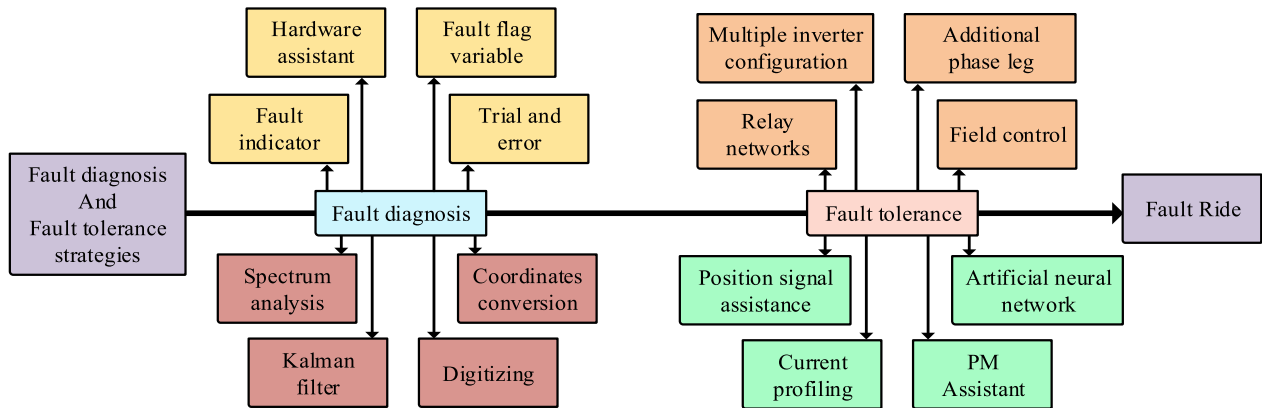 Fault diagnosis
And
Fault tolerance
strategies
Hardware
assistant
Fault flag
variable
Fault
indicator
Trial and
error
Fault diagnosis
Spectrum
analysis
Coordinates
conversion
Kalman
filter
Digitizing
Multiple inverter
configuration
Additional
phase leg
Relay
networks
Field control
Fault tolerance
Position signal
assistance
Artificial neural
network
Current
profiling
PM
Assistant
Fault Ride